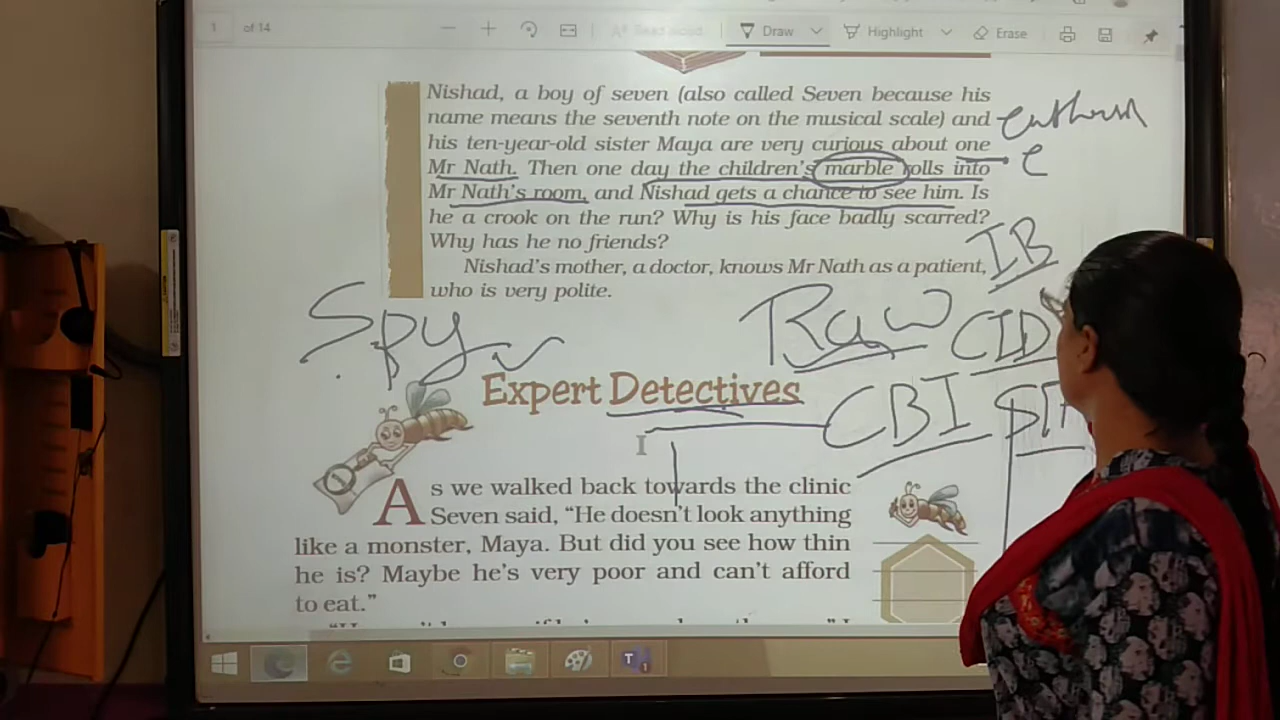 1 of 14
Read aloud
Draw
Highlight
Erase
Nishad, a boy of seven (also called Seven because his
name means the seventh note on the musical scale) and
his ten-year-old sister Maya are very curious about one
Mr Nath. Then one day the children's marble rolls into
Mr Nath's room, and Nishad gets a chance to see him. Is
he a crook on the run? Why is his face badly scarred?
Why has he no friends?
Nishad's mother, a doctor, knows Mr Nath as a patient,
who is very polite.
IB
Spy
Raw
CID
Expert Detectives
CBI
I
As we walked back towards the clinic
Seven said, “He doesn't look anything
like a monster, Maya. But did you see how thin
he is? Maybe he's very poor and can't afford
to eat.”